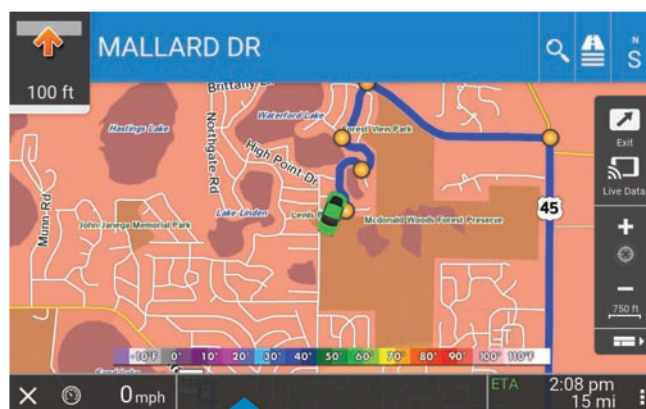 MALLARD DR
N
S
100 ft
Brittany
Waterford Lake
Hastings Lake
Forest View Park
Northgate Rd
High Point Dr
Exit
Live Data
Munn Rd
Lake Linden
Lewis
45
John Janega Memorial Park
Mcdonald Woods Forest Preserve
750 ft
-10°F 0° 10° 20° 30° 40° 50° 60° 70° 80° 90° 100° 110°F
0 mph
ETA
2:08 pm
15 mi